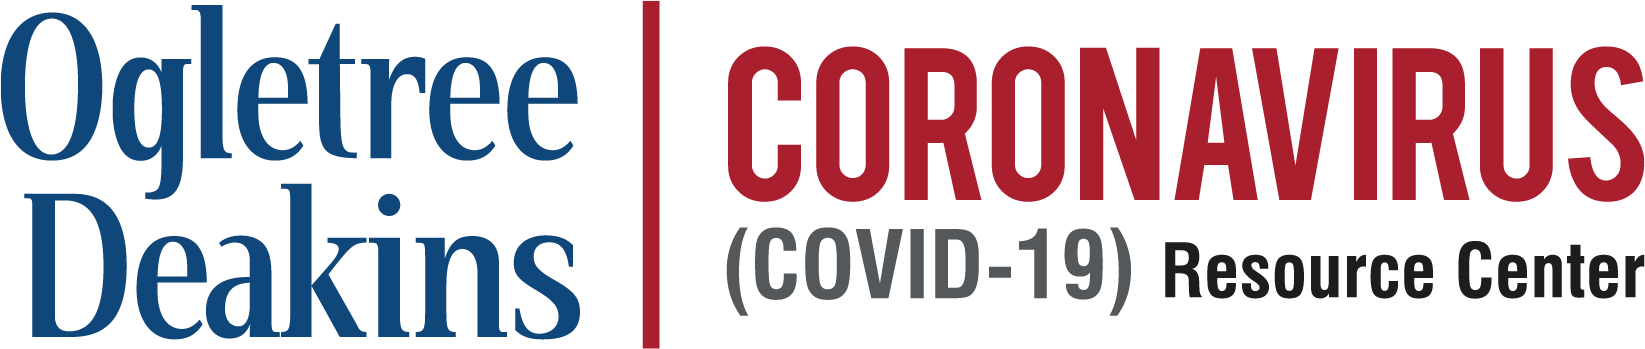 Ogletree
Deakins
CORONAVIRUS
(COVID-19) Resource Center